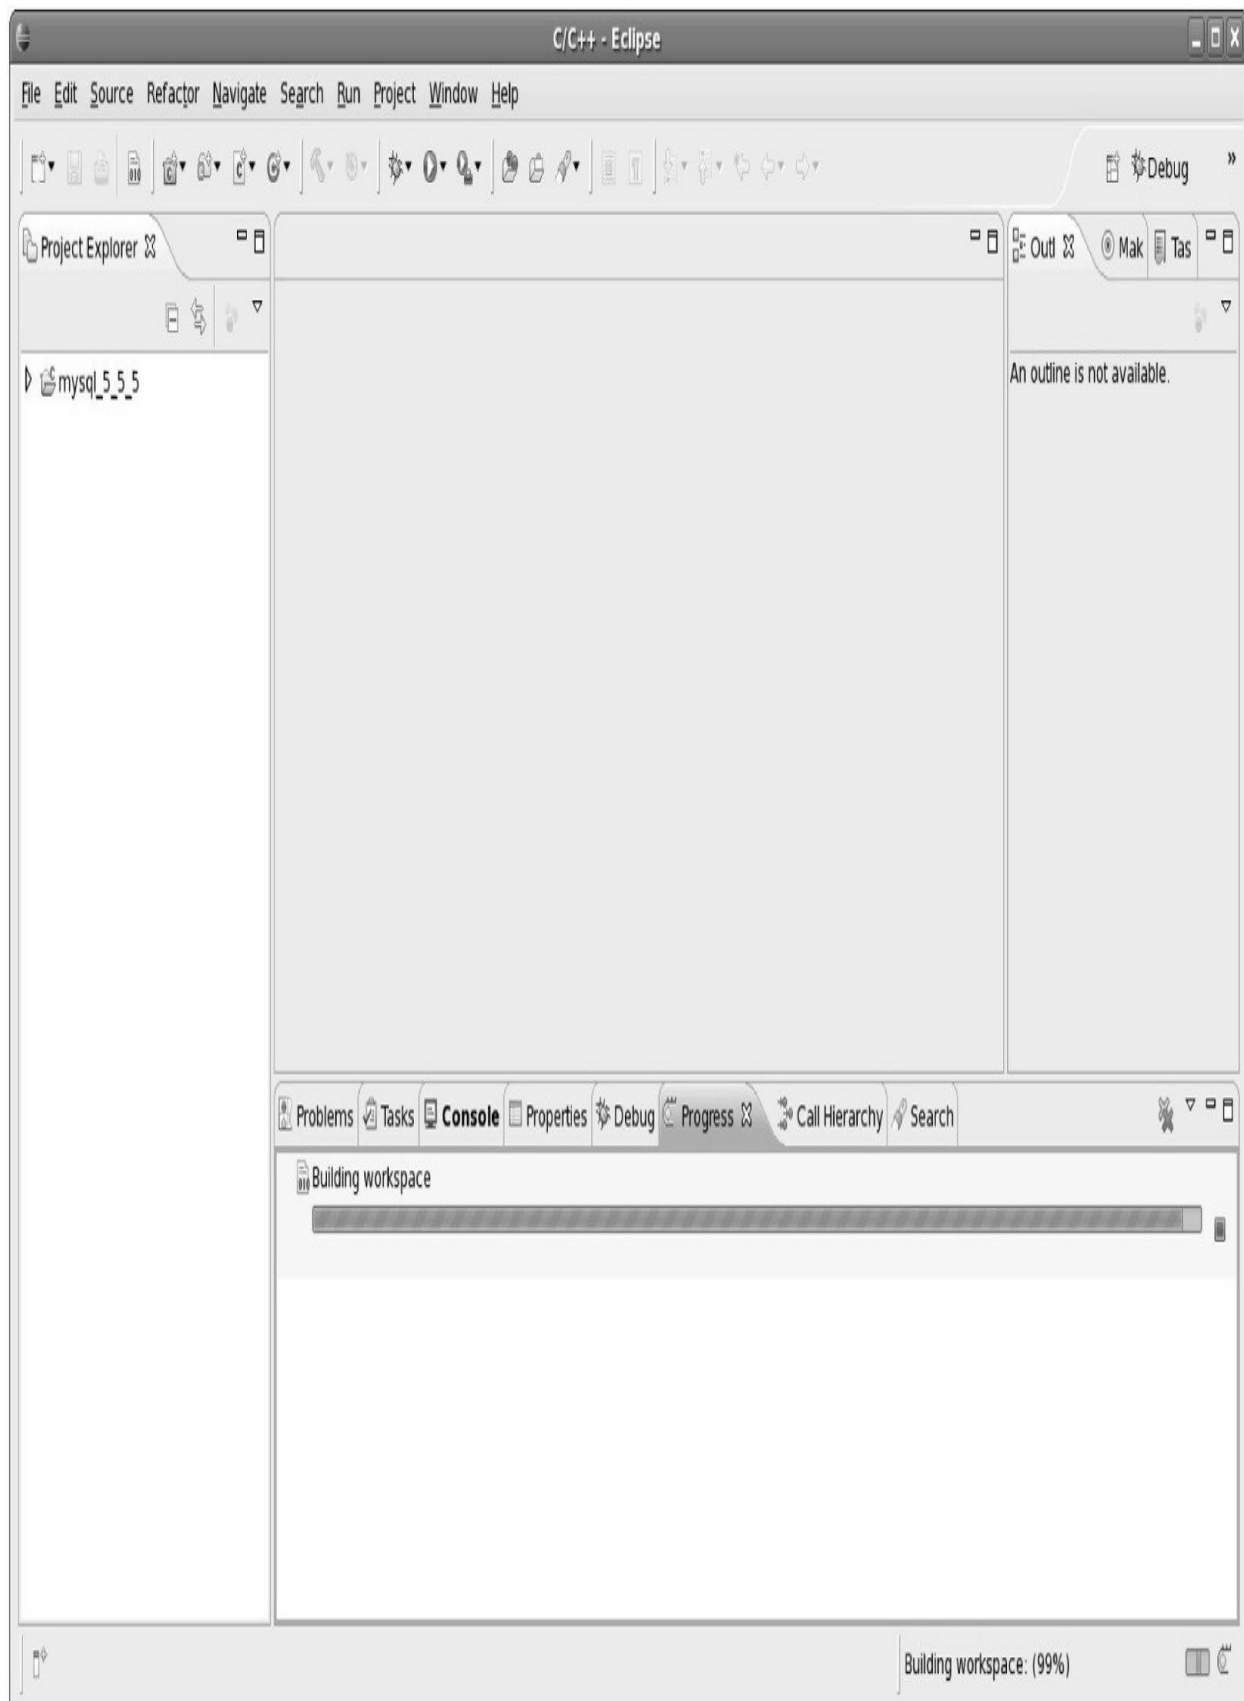 C/C++ - Eclipse
File Edit Source Refactor Navigate Search Run Project Window Help
Debug »
Project Explorer
Outl Mak Tas
mysql_5_5_5
An outline is not available.
Problems Tasks Console Properties Debug Progress Call Hierarchy Search
Building workspace
Building workspace: (99%)